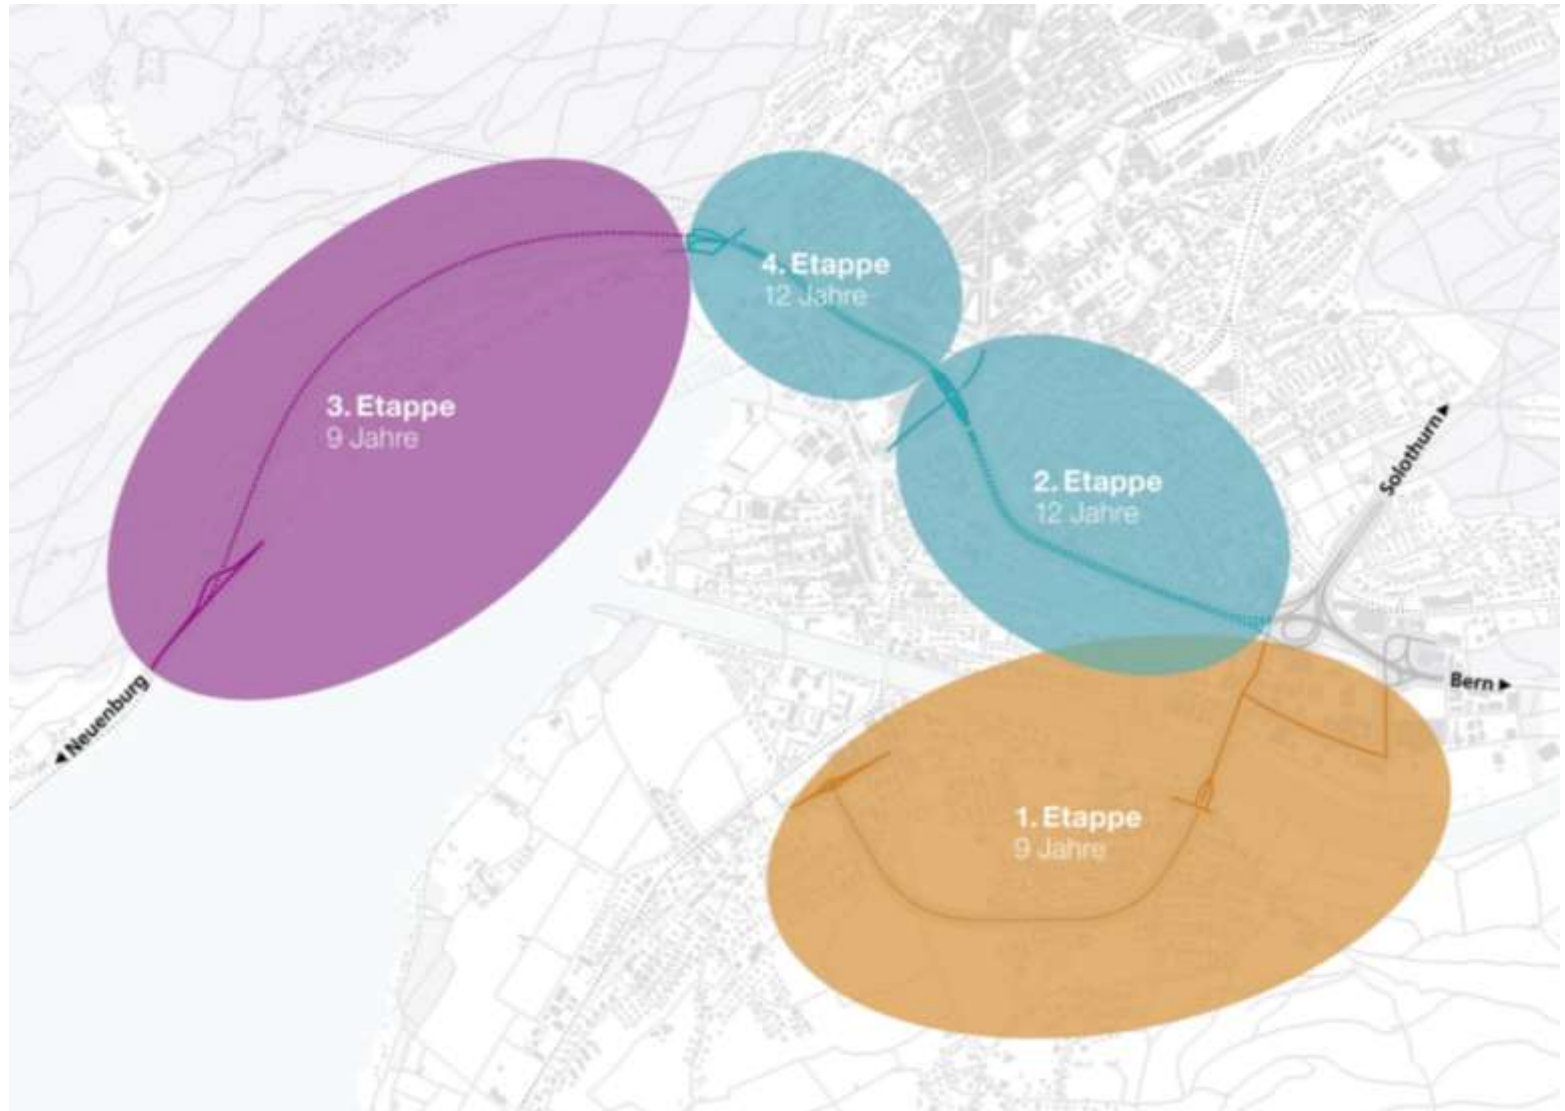 4. Etappe
12 Jahre
3. Etappe
9 Jahre
2. Etappe
12 Jahre
Solothurn
Bern
Neuenburg
1. Etappe
9 Jahre